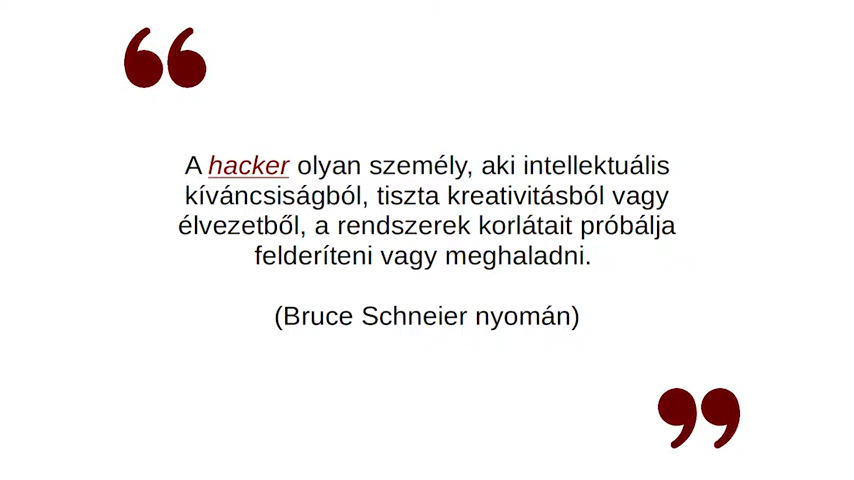 A hacker olyan személy, aki intellektuális
kíváncsiságból, tiszta kreativitásból vagy
élvezetből, a rendszerek korlátait próbálja
felderíteni vagy meghaladni.
(Bruce Schneier nyomán)